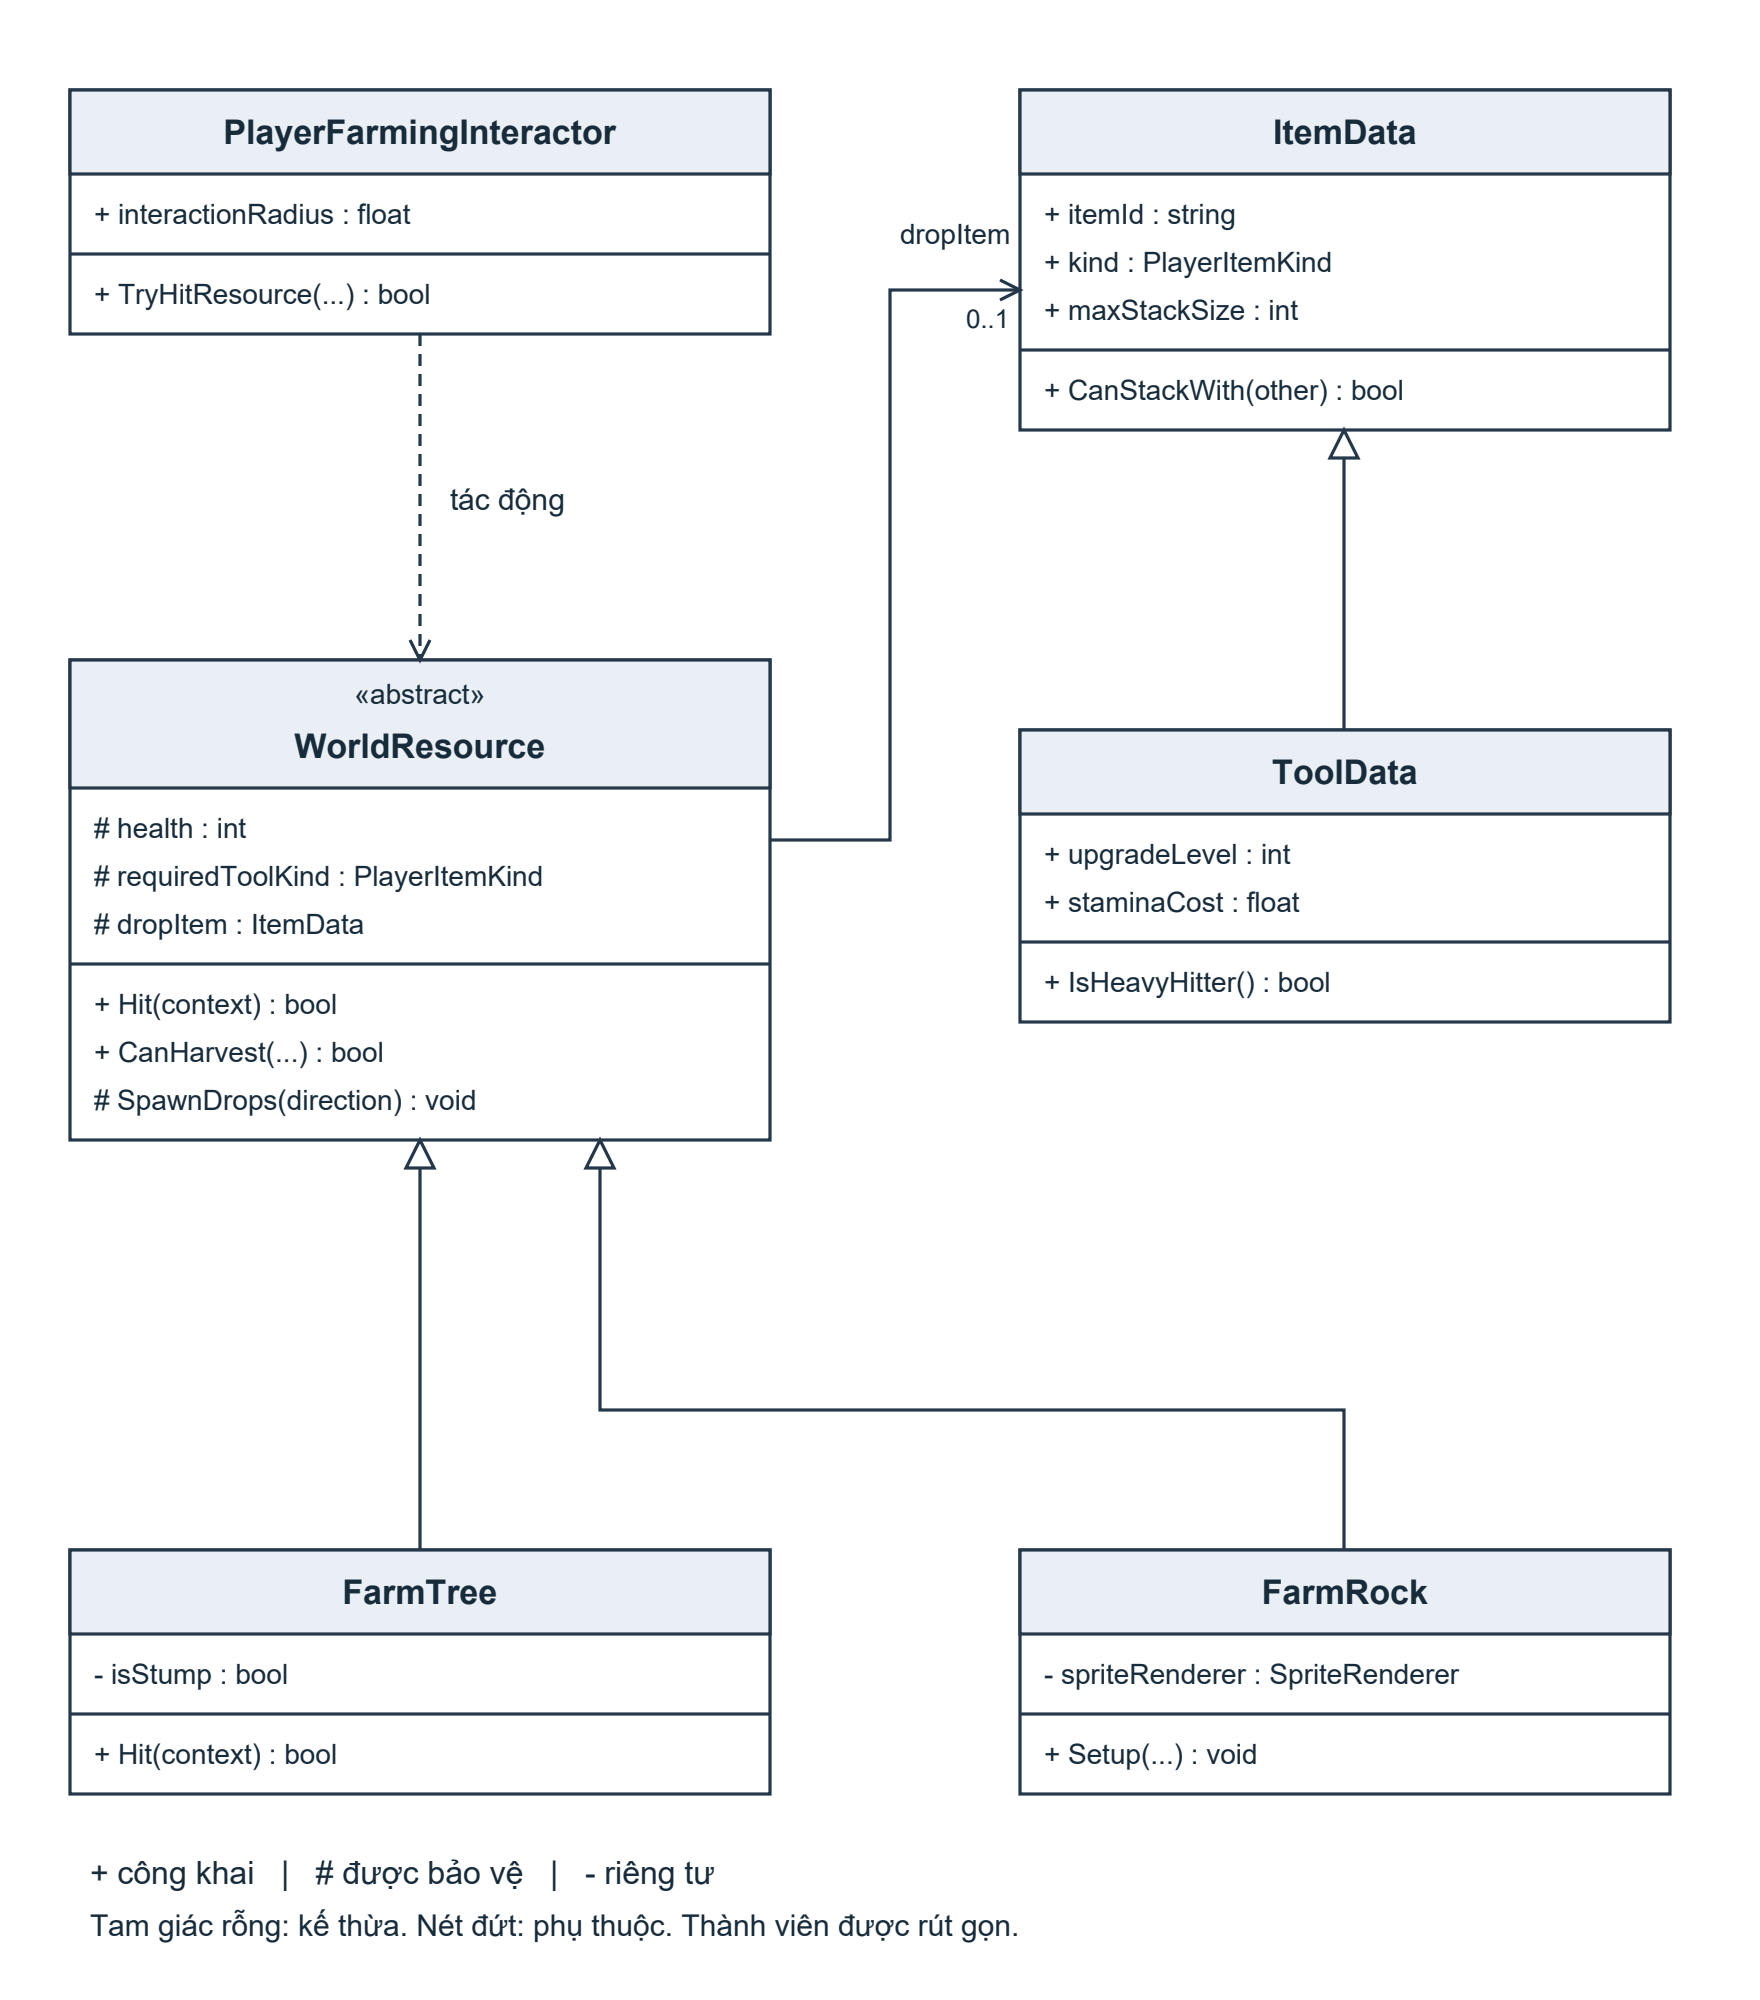 PlayerFarmingInteractor
+ interactionRadius : float
+ TryHitResource(...) : bool
ItemData
+ itemId : string
+ kind : PlayerItemKind
+ maxStackSize : int
+ CanStackWith(other) : bool
dropItem
0..1
tác động
«abstract»
WorldResource
# health : int
# requiredToolKind : PlayerItemKind
# dropItem : ItemData
+ Hit(context) : bool
+ CanHarvest(...) : bool
# SpawnDrops(direction) : void
ToolData
+ upgradeLevel : int
+ staminaCost : float
+ IsHeavyHitter() : bool
FarmTree
- isStump : bool
+ Hit(context) : bool
FarmRock
- spriteRenderer : SpriteRenderer
+ Setup(...) : void
+ công khai | # được bảo vệ | - riêng tư
Tam giác rỗng: kế thừa. Nét đứt: phụ thuộc. Thành viên được rút gọn.